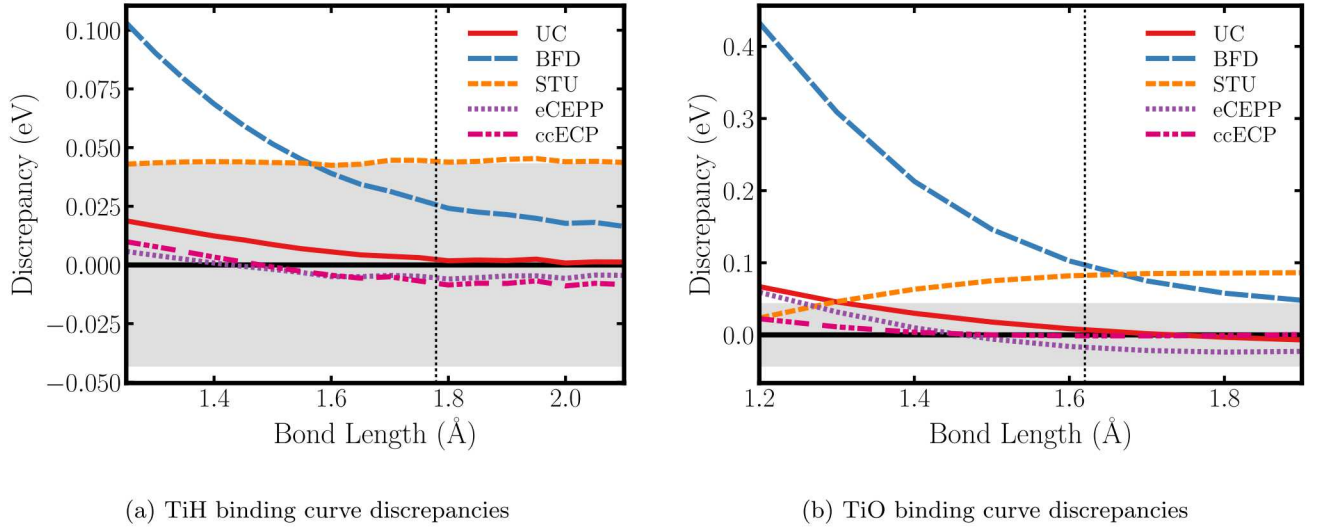 0.100
0.075
0.050
0.025
0.000
−0.025
−0.050
Discrepancy (eV)
UC
BFD
STU
eCEPP
ccECP
1.4
1.6
1.8
2.0
Bond Length (Å)
(a) TiH binding curve discrepancies
0.4
0.3
0.2
0.1
0.0
Discrepancy (eV)
UC
BFD
STU
eCEPP
ccECP
1.2
1.4
1.6
1.8
Bond Length (Å)
(b) TiO binding curve discrepancies